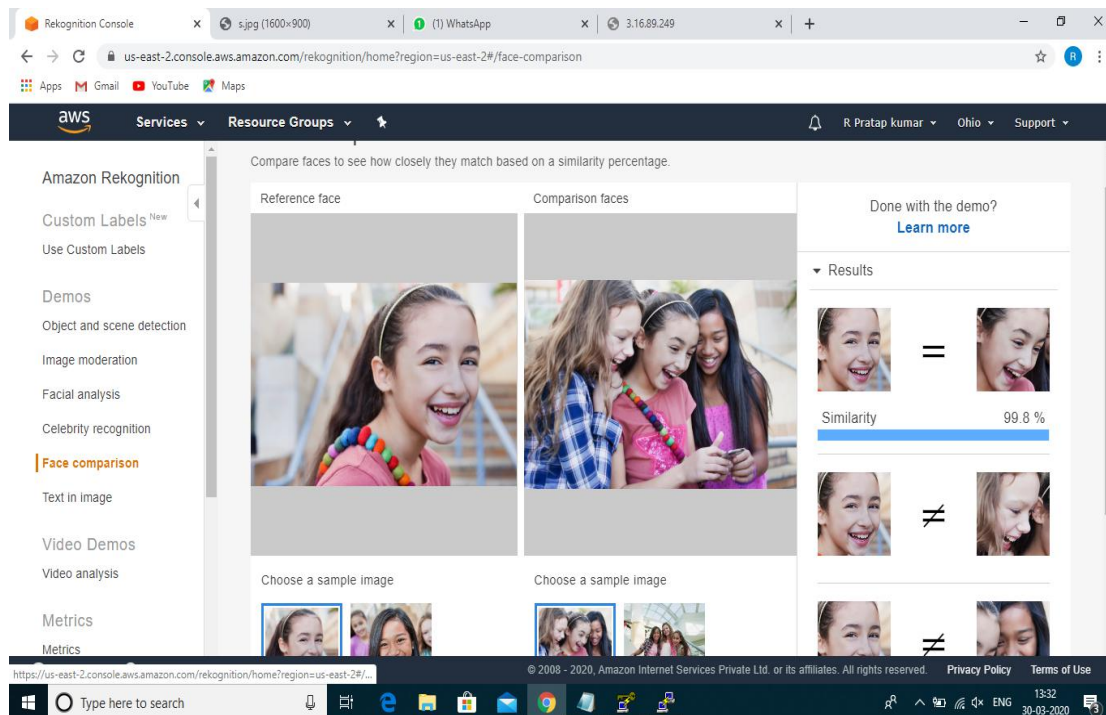 Rekognition Console
s.jpg (1600×900)
(1) WhatsApp
3.16.89.249
us-east-2.console.aws.amazon.com/rekognition/home?region=us-east-2#/face-comparison
R
Apps Gmail YouTube Maps
aws Services Resource Groups R Pratap kumar Ohio Support
Amazon Rekognition
Custom Labels New
Use Custom Labels
Demos
Object and scene detection
Image moderation
Facial analysis
Celebrity recognition
Face comparison
Text in image
Video Demos
Video analysis
Metrics
Metrics
Compare faces to see how closely they match based on a similarity percentage.
Reference face
Comparison faces
Choose a sample image
Choose a sample image
Done with the demo?
Learn more
Results
=
Similarity 99.8 %
≠
≠
https://us-east-2.console.aws.amazon.com/rekognition/home?region=us-east-2#/...
© 2008 - 2020, Amazon Internet Services Private Ltd. or its affiliates. All rights reserved. Privacy Policy Terms of Use
Type here to search
ENG
13:32
30-03-2020
3